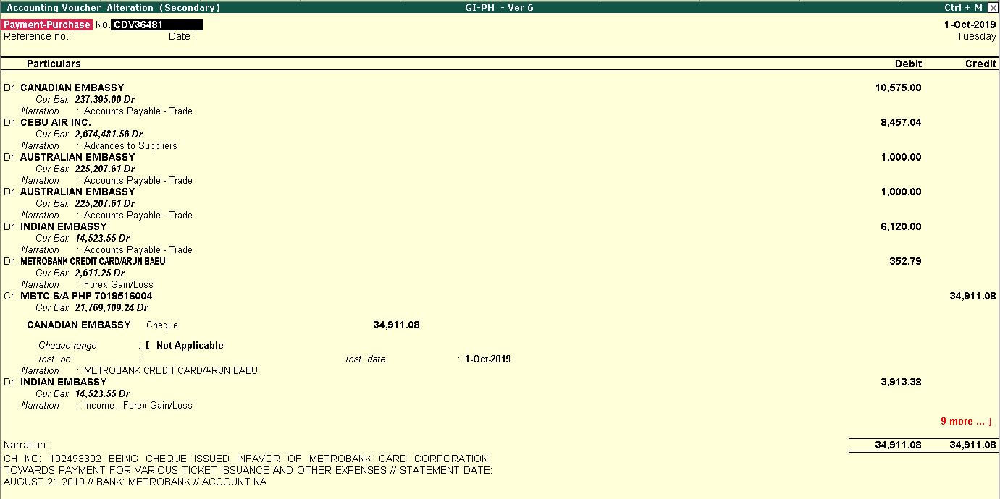 Accounting Voucher Alteration (Secondary) GI-PH - Ver 6 Ctrl + M
Payment-Purchase No. CDV36481 1-Oct-2019
Reference no.: Date : Tuesday
Particulars Debit Credit
Dr CANADIAN EMBASSY 10,575.00
Cur Bal: 237,395.00 Dr
Narration : Accounts Payable - Trade
Dr CEBU AIR INC. 8,457.04
Cur Bal: 2,674,481.56 Dr
Narration : Advances to Suppliers
Dr AUSTRALIAN EMBASSY 1,000.00
Cur Bal: 225,207.61 Dr
Narration : Accounts Payable - Trade
Dr AUSTRALIAN EMBASSY 1,000.00
Cur Bal: 225,207.61 Dr
Narration : Accounts Payable - Trade
Dr INDIAN EMBASSY 6,120.00
Cur Bal: 14,523.55 Dr
Narration : Accounts Payable - Trade
Dr METROBANK CREDIT CARD/ARUN BABU 352.79
Cur Bal: 2,611.25 Dr
Narration : Forex Gain/Loss
Cr MBTC S/A PHP 7019516004 34,911.08
Cur Bal: 21,769,109.24 Dr
CANADIAN EMBASSY Cheque 34,911.08
Cheque range : [ Not Applicable
Inst. no. : Inst. date : 1-Oct-2019
Narration : METROBANK CREDIT CARD/ARUN BABU
Dr INDIAN EMBASSY 3,913.38
Cur Bal: 14,523.55 Dr
Narration : Income - Forex Gain/Loss
9 more ... ↓
Narration: 34,911.08 34,911.08
CH NO: 192493302 BEING CHEQUE ISSUED INFAVOR OF METROBANK CARD CORPORATION
TOWARDS PAYMENT FOR VARIOUS TICKET ISSUANCE AND OTHER EXPENSES // STATEMENT DATE:
AUGUST 21 2019 // BANK: METROBANK // ACCOUNT NA